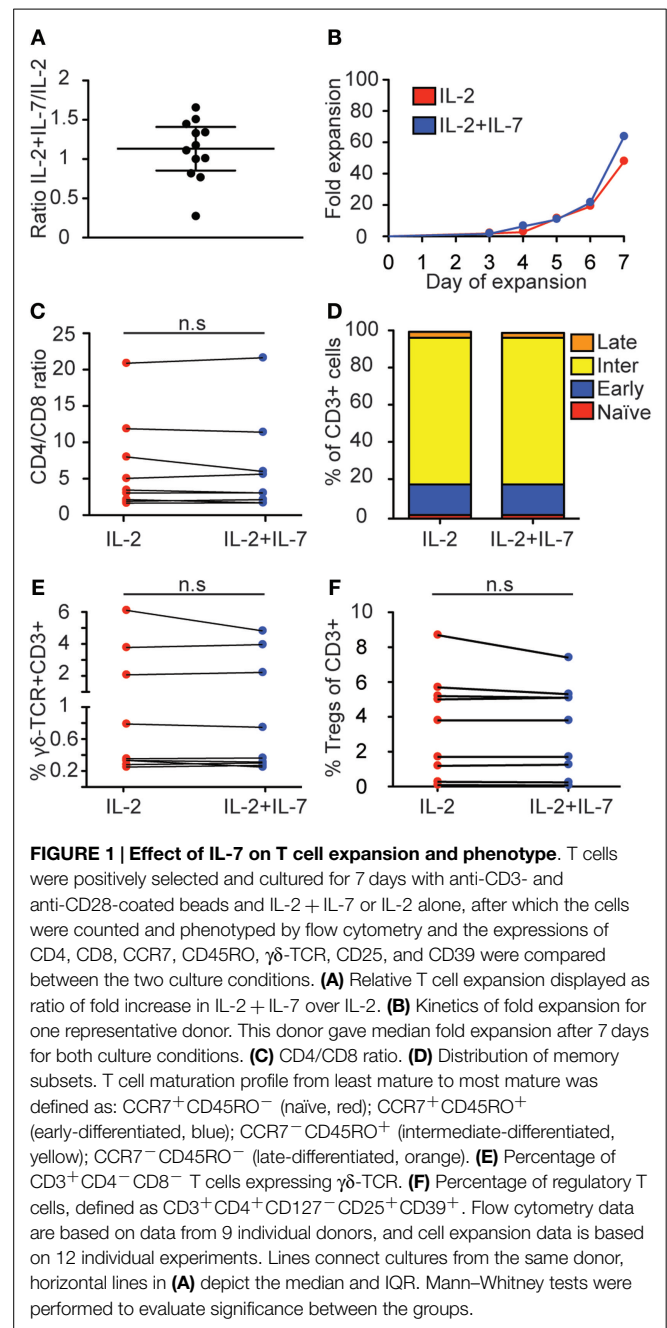 A
Ratio IL-2+IL-7/IL-2
2
1.5
1
0.5
0
B
Fold expansion
100
80
60
40
20
0
IL-2
IL-2+IL-7
0 1 2 3 4 5 6 7
Day of expansion
C
n.s
CD4/CD8 ratio
25
20
15
10
5
0
IL-2 IL-2+IL-7
D
% of CD3+ cells
100
80
60
40
20
0
Late
Inter
Early
Naïve
IL-2 IL-2+IL-7
E
n.s
% γδ-TCR+CD3+
6
4
2
1
0.6
0.2
IL-2 IL-2+IL-7
F
n.s
% Tregs of CD3+
10
8
6
4
2
0
IL-2 IL-2+IL-7
FIGURE 1 | Effect of IL-7 on T cell expansion and phenotype. T cells
were positively selected and cultured for 7 days with anti-CD3- and
anti-CD28-coated beads and IL-2 + IL-7 or IL-2 alone, after which the cells
were counted and phenotyped by flow cytometry and the expressions of
CD4, CD8, CCR7, CD45RO, γδ-TCR, CD25, and CD39 were compared
between the two culture conditions. (A) Relative T cell expansion displayed as
ratio of fold increase in IL-2 + IL-7 over IL-2. (B) Kinetics of fold expansion for
one representative donor. This donor gave median fold expansion after 7 days
for both culture conditions. (C) CD4/CD8 ratio. (D) Distribution of memory
subsets. T cell maturation profile from least mature to most mature was
defined as: CCR7⁺CD45RO⁻ (naïve, red); CCR7⁺CD45RO⁺
(early-differentiated, blue); CCR7⁻CD45RO⁺ (intermediate-differentiated,
yellow); CCR7⁻CD45RO⁻ (late-differentiated, orange). (E) Percentage of
CD3⁺CD4⁻CD8⁻ T cells expressing γδ-TCR. (F) Percentage of regulatory T
cells, defined as CD3⁺CD4⁺CD127⁻CD25⁺CD39⁺. Flow cytometry data
are based on data from 9 individual donors, and cell expansion data is based
on 12 individual experiments. Lines connect cultures from the same donor,
horizontal lines in (A) depict the median and IQR. Mann–Whitney tests were
performed to evaluate significance between the groups.